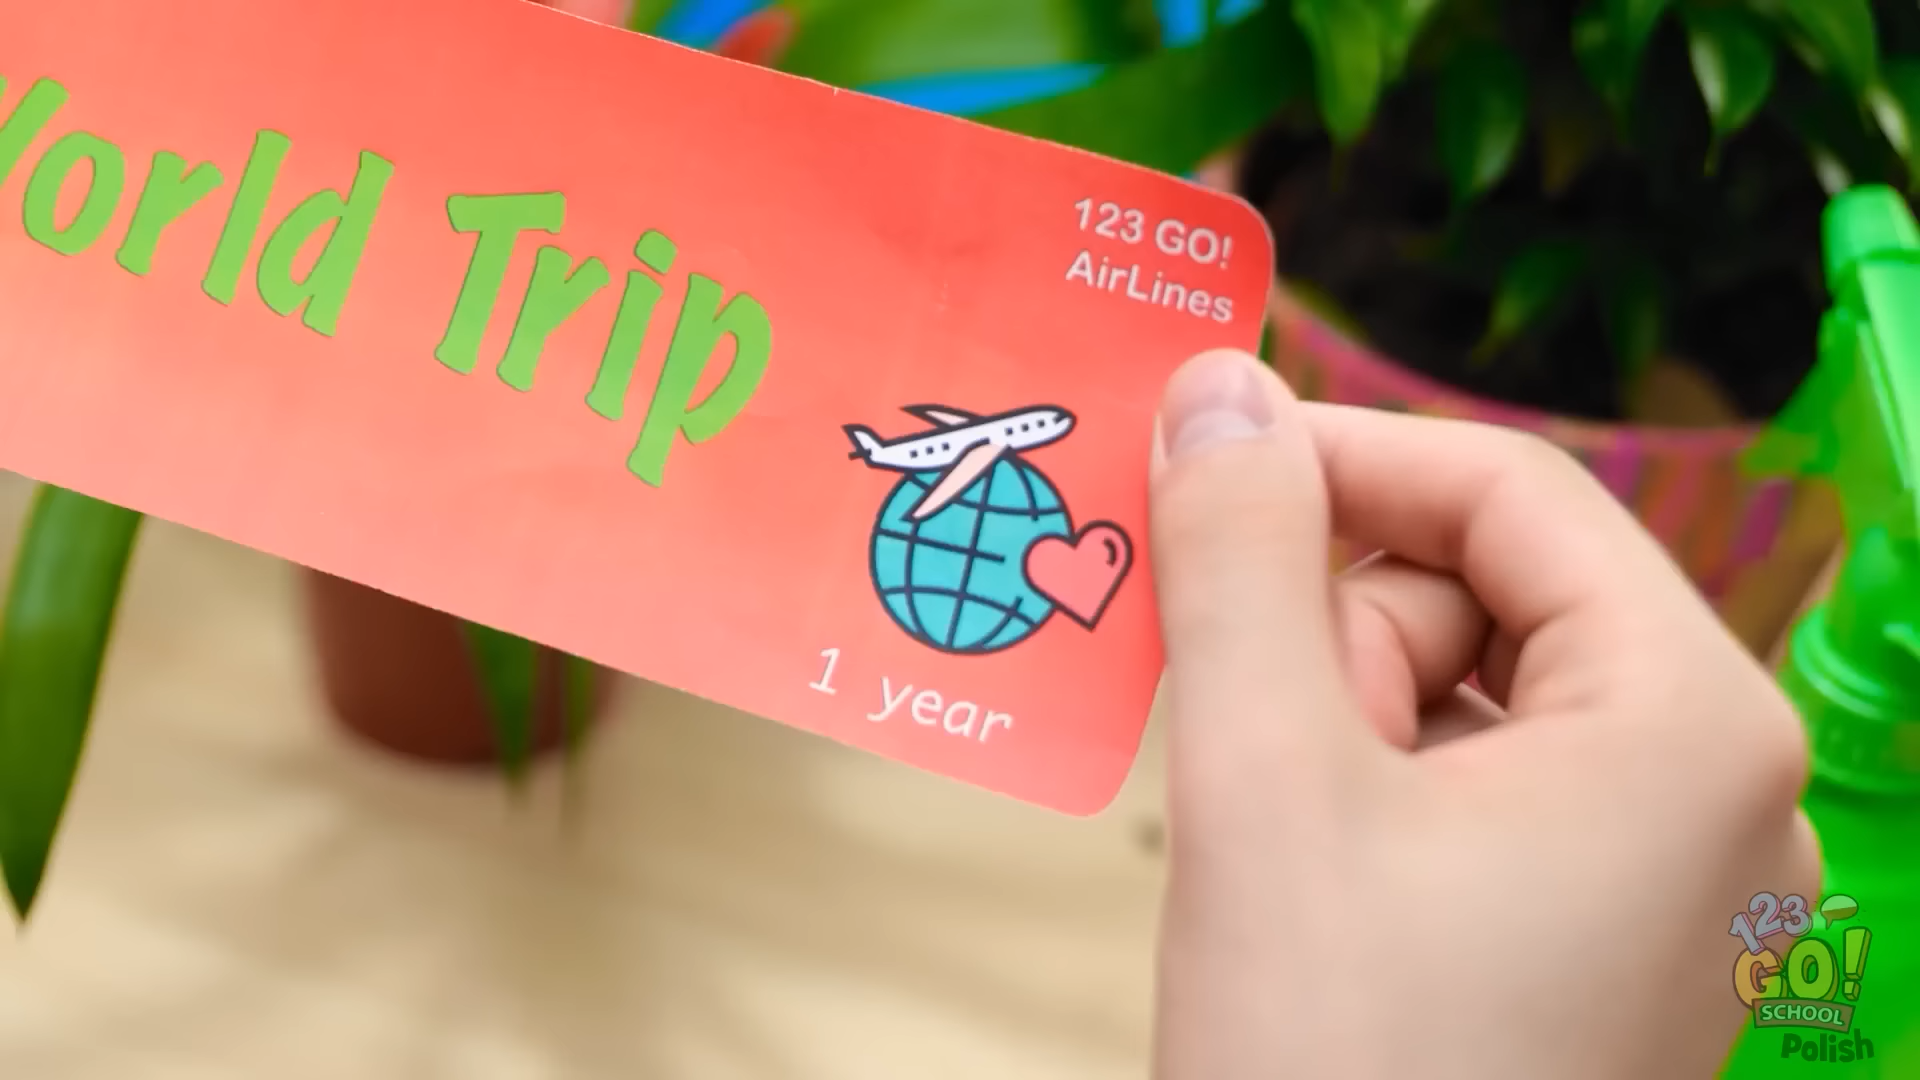 World Trip
123 GO!
AirLines
1 year
123
GO!
SCHOOL
Polish